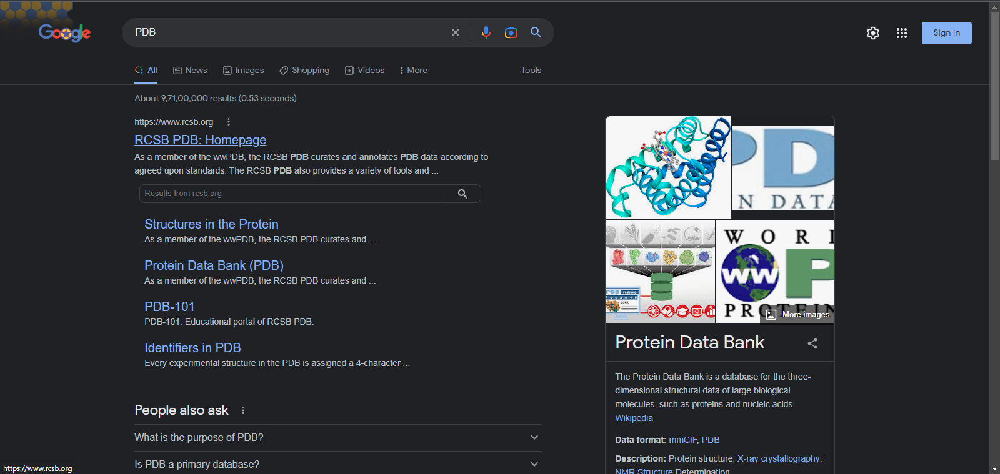 Google
PDB
Sign in
All
News
Images
Shopping
Videos
More
Tools
About 9,71,00,000 results (0.53 seconds)
https://www.rcsb.org
RCSB PDB: Homepage
As a member of the wwPDB, the RCSB PDB curates and annotates PDB data according to
agreed upon standards. The RCSB PDB also provides a variety of tools and ...
Results from rcsb.org
Structures in the Protein
As a member of the wwPDB, the RCSB PDB curates and ...
Protein Data Bank (PDB)
As a member of the wwPDB, the RCSB PDB curates and ...
PDB-101
PDB-101: Educational portal of RCSB PDB.
Identifiers in PDB
Every experimental structure in the PDB is assigned a 4-character ...
People also ask
What is the purpose of PDB?
Is PDB a primary database?
https://www.rcsb.org
PD
N DATA
PDB rcsb.org
WORL
WW P
PROTEIN
More images
Protein Data Bank
The Protein Data Bank is a database for the three-
dimensional structural data of large biological
molecules, such as proteins and nucleic acids.
Wikipedia
Data format: mmCIF, PDB
Description: Protein structure; X-ray crystallography;
NMR Structure Determination